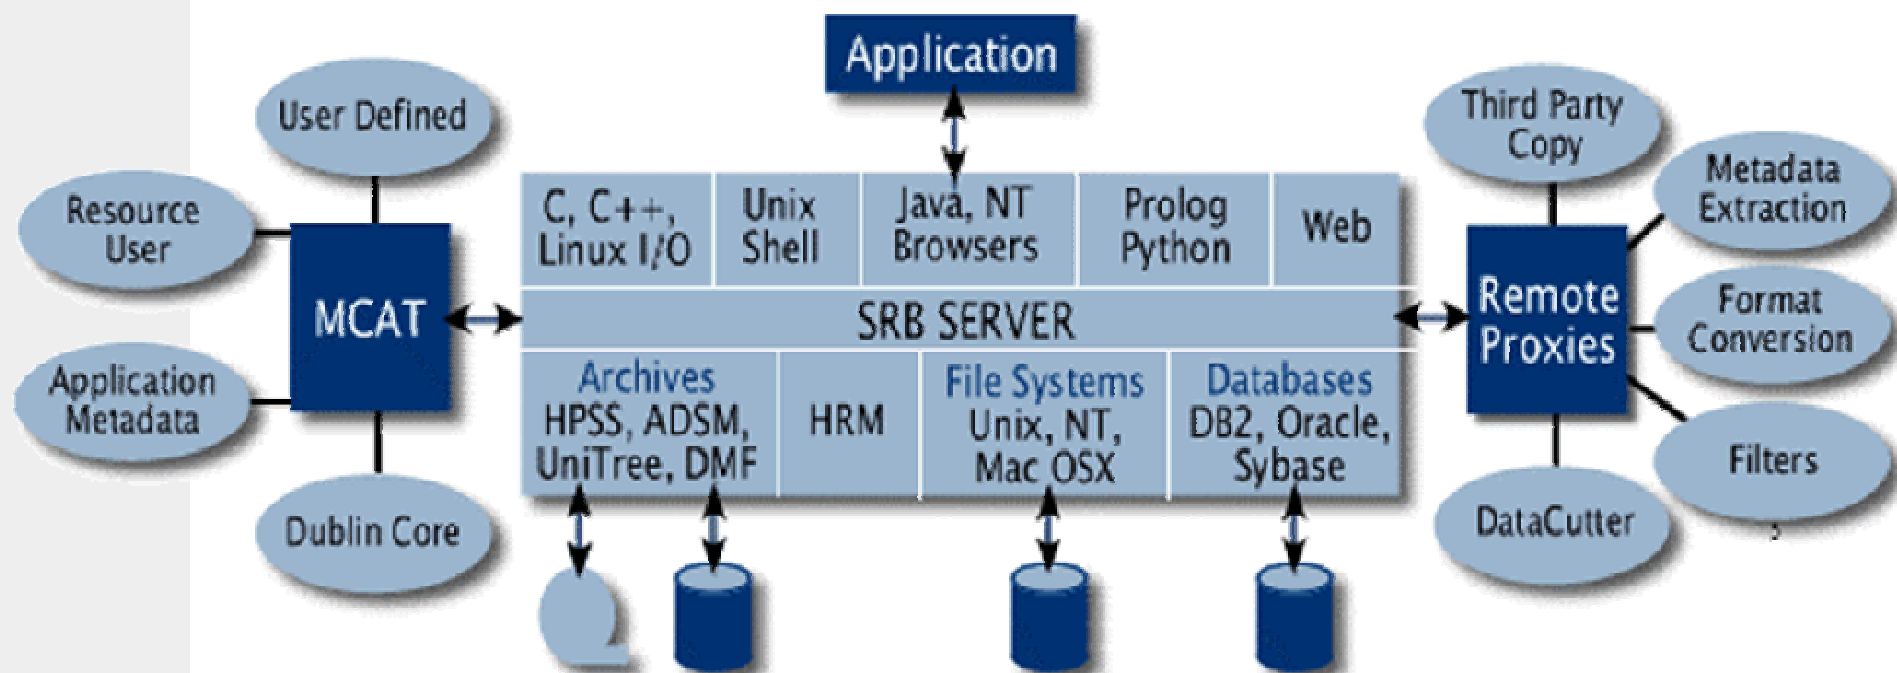 Application
User Defined
Resource
User
MCAT
Application
Metadata
Dublin Core
C, C++,
Linux I/O
Unix
Shell
Java, NT
Browsers
Prolog
Python
Web
SRB SERVER
Archives
HPSS, ADSM,
UniTree, DMF
HRM
File Systems
Unix, NT,
Mac OSX
Databases
DB2, Oracle,
Sybase
Third Party
Copy
Metadata
Extraction
Remote
Proxies
Format
Conversion
Filters
DataCutter